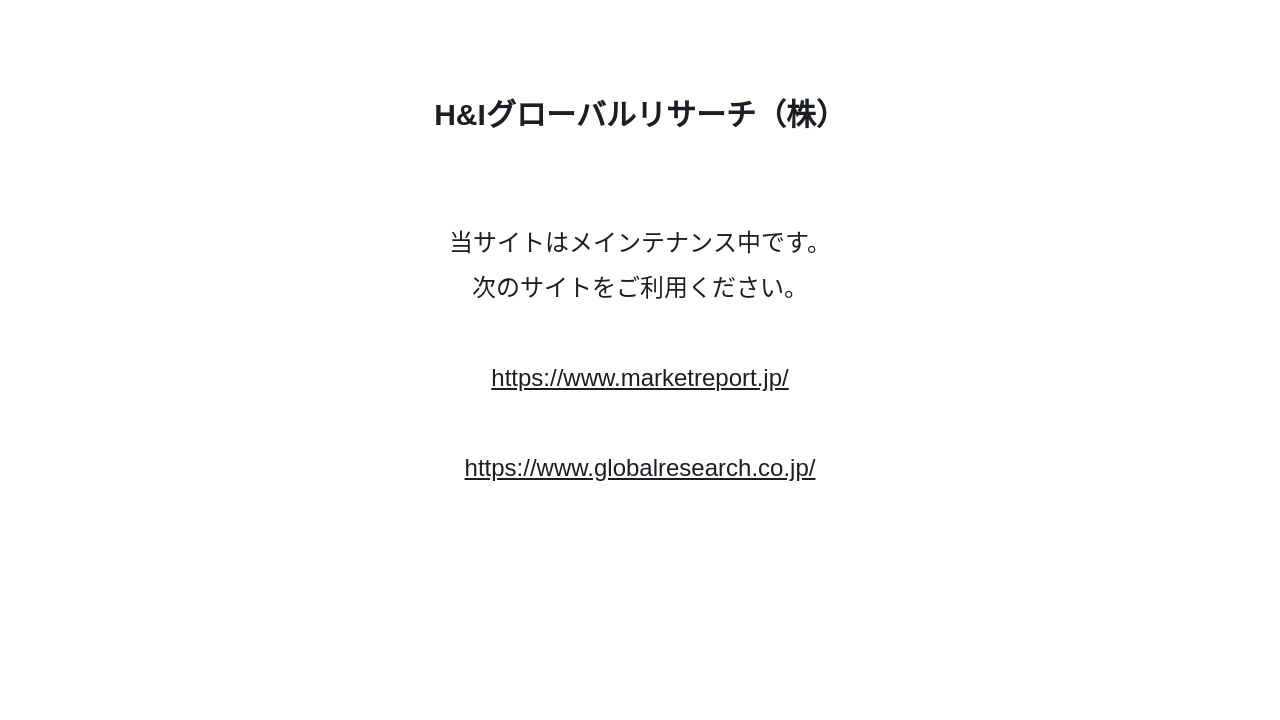 H&Iグローバルリサーチ（株）
当サイトはメインテナンス中です。
次のサイトをご利用ください。
https://www.marketreport.jp/
https://www.globalresearch.co.jp/